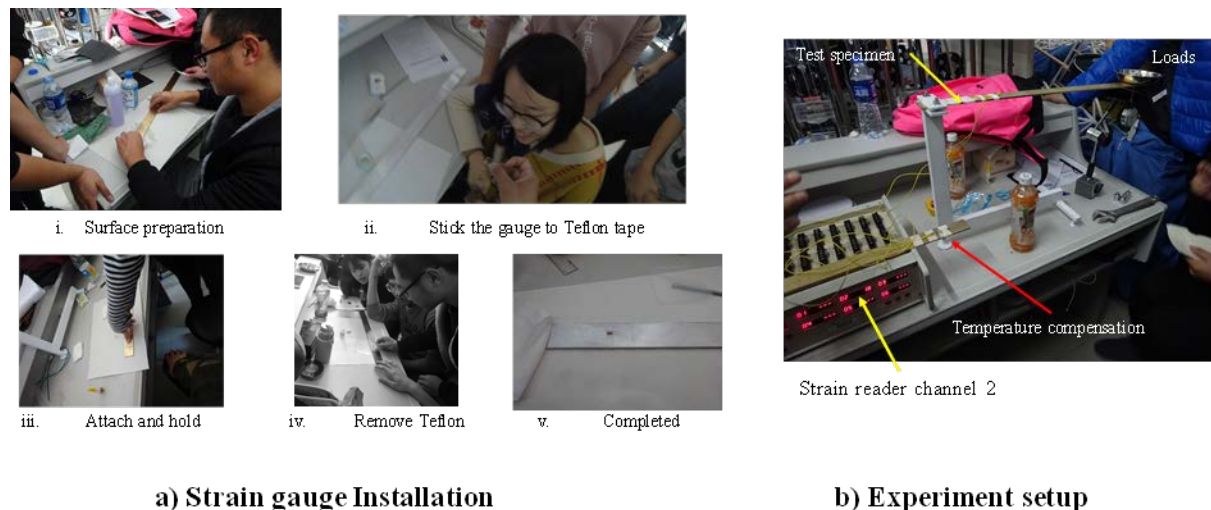 i. Surface preparation
ii. Stick the gauge to Teflon tape
iii. Attach and hold
iv. Remove Teflon
v. Completed
a) Strain gauge Installation
Test specimen
Loads
Temperature compensation
Strain reader channel 2
b) Experiment setup